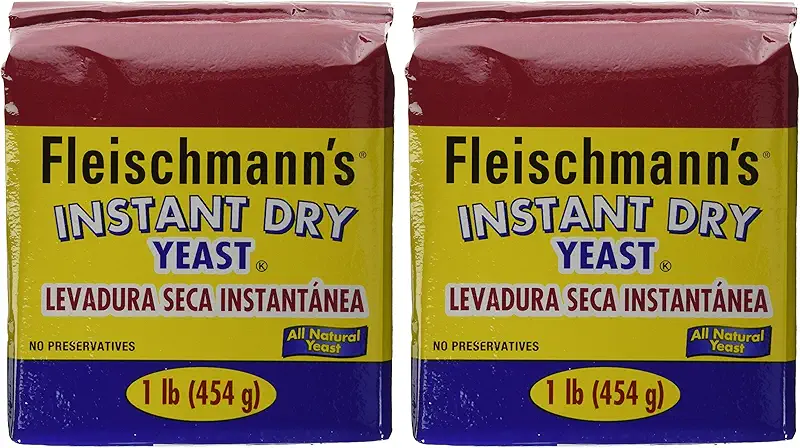 Fleischmann's®
INSTANT DRY
YEAST Ⓚ
LEVADURA SECA INSTANTÁNEA
NO PRESERVATIVES
All Natural
Yeast
1 lb (454 g)
Fleischmann's®
INSTANT DRY
YEAST Ⓚ
LEVADURA SECA INSTANTÁNEA
NO PRESERVATIVES
All Natural
Yeast
1 lb (454 g)